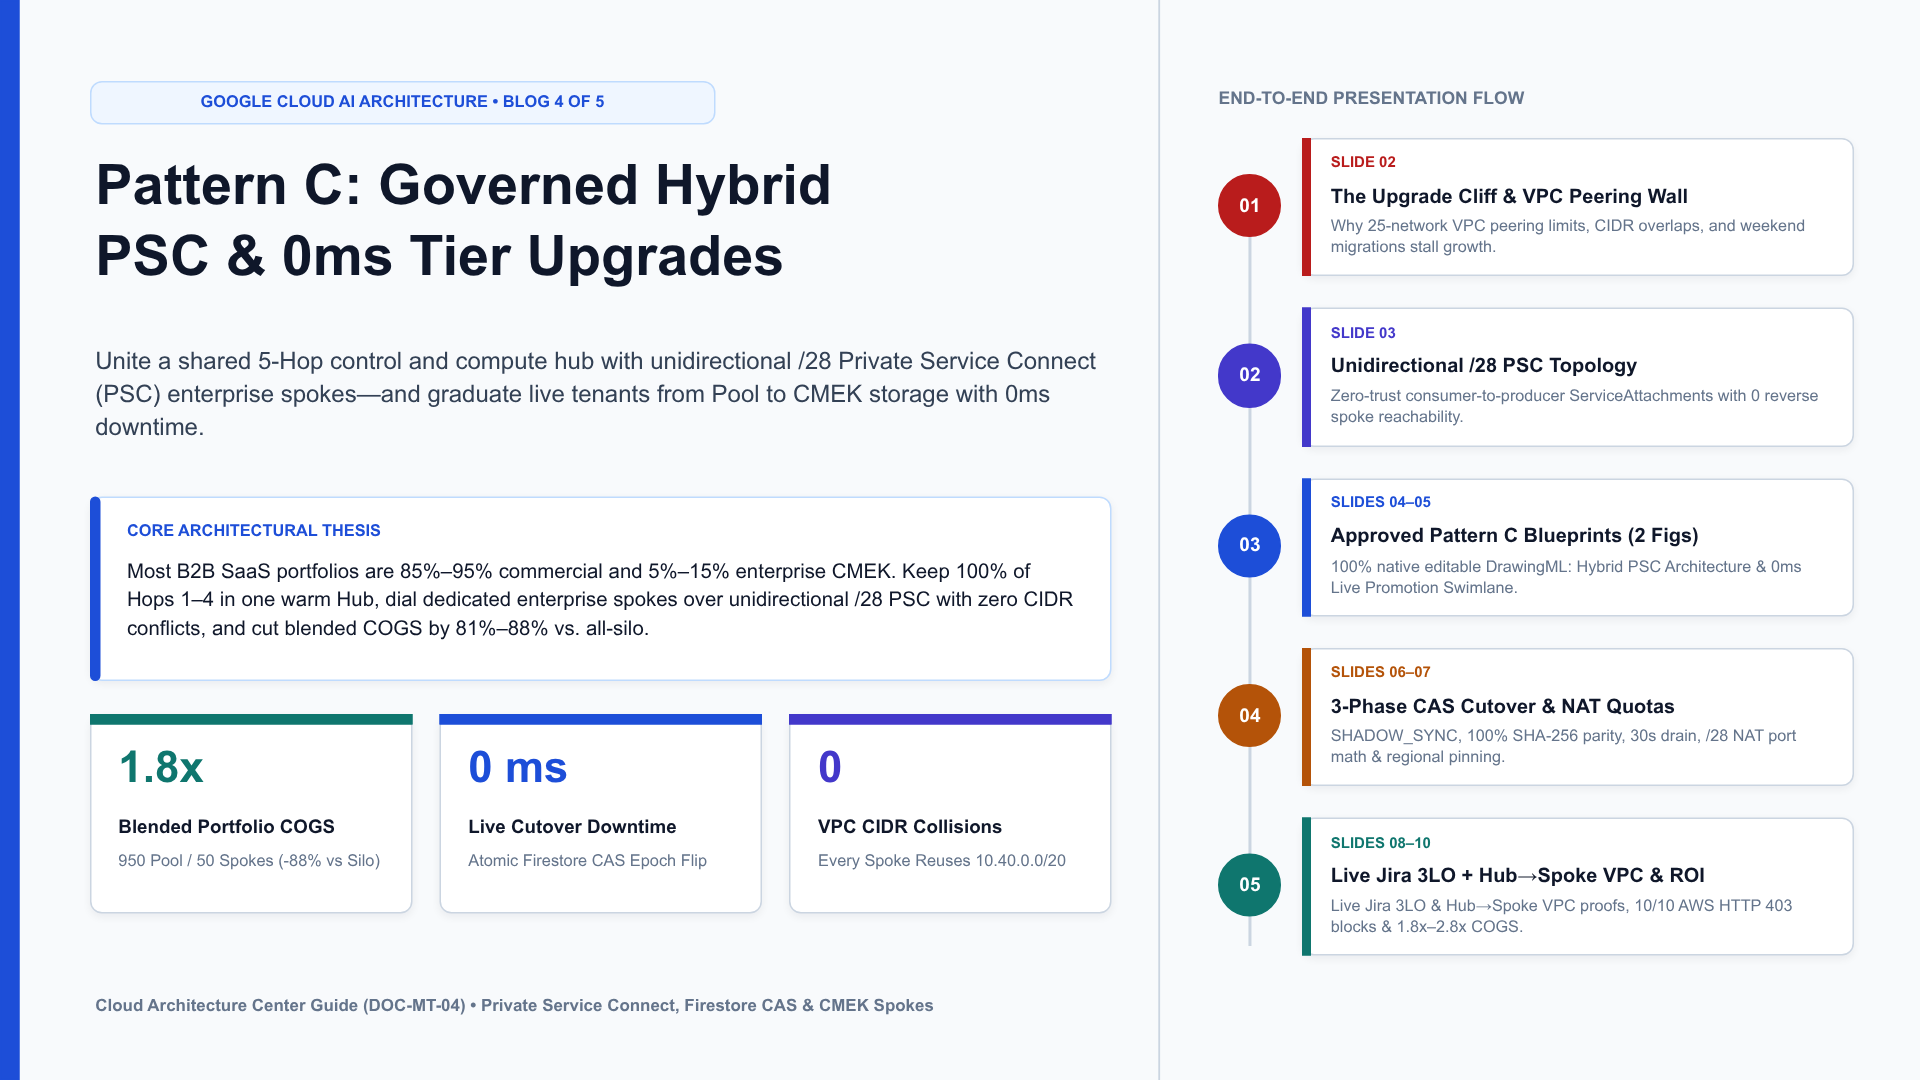 GOOGLE CLOUD AI ARCHITECTURE • BLOG 4 OF 5
Pattern C: Governed Hybrid
PSC & 0ms Tier Upgrades
Unite a shared 5-Hop control and compute hub with unidirectional /28 Private Service Connect
(PSC) enterprise spokes—and graduate live tenants from Pool to CMEK storage with 0ms
downtime.
CORE ARCHITECTURAL THESIS
Most B2B SaaS portfolios are 85%–95% commercial and 5%–15% enterprise CMEK. Keep 100% of
Hops 1–4 in one warm Hub, dial dedicated enterprise spokes over unidirectional /28 PSC with zero CIDR
conflicts, and cut blended COGS by 81%–88% vs. all-silo.
1.8x
Blended Portfolio COGS
950 Pool / 50 Spokes (-88% vs Silo)
0 ms
Live Cutover Downtime
Atomic Firestore CAS Epoch Flip
0
VPC CIDR Collisions
Every Spoke Reuses 10.40.0.0/20
Cloud Architecture Center Guide (DOC-MT-04) • Private Service Connect, Firestore CAS & CMEK Spokes
END-TO-END PRESENTATION FLOW
01
SLIDE 02
The Upgrade Cliff & VPC Peering Wall
Why 25-network VPC peering limits, CIDR overlaps, and weekend
migrations stall growth.
02
SLIDE 03
Unidirectional /28 PSC Topology
Zero-trust consumer-to-producer ServiceAttachments with 0 reverse
spoke reachability.
03
SLIDES 04–05
Approved Pattern C Blueprints (2 Figs)
100% native editable DrawingML: Hybrid PSC Architecture & 0ms
Live Promotion Swimlane.
04
SLIDES 06–07
3-Phase CAS Cutover & NAT Quotas
SHADOW_SYNC, 100% SHA-256 parity, 30s drain, /28 NAT port
math & regional pinning.
05
SLIDES 08–10
Live Jira 3LO + Hub→Spoke VPC & ROI
Live Jira 3LO & Hub→Spoke VPC proofs, 10/10 AWS HTTP 403
blocks & 1.8x–2.8x COGS.